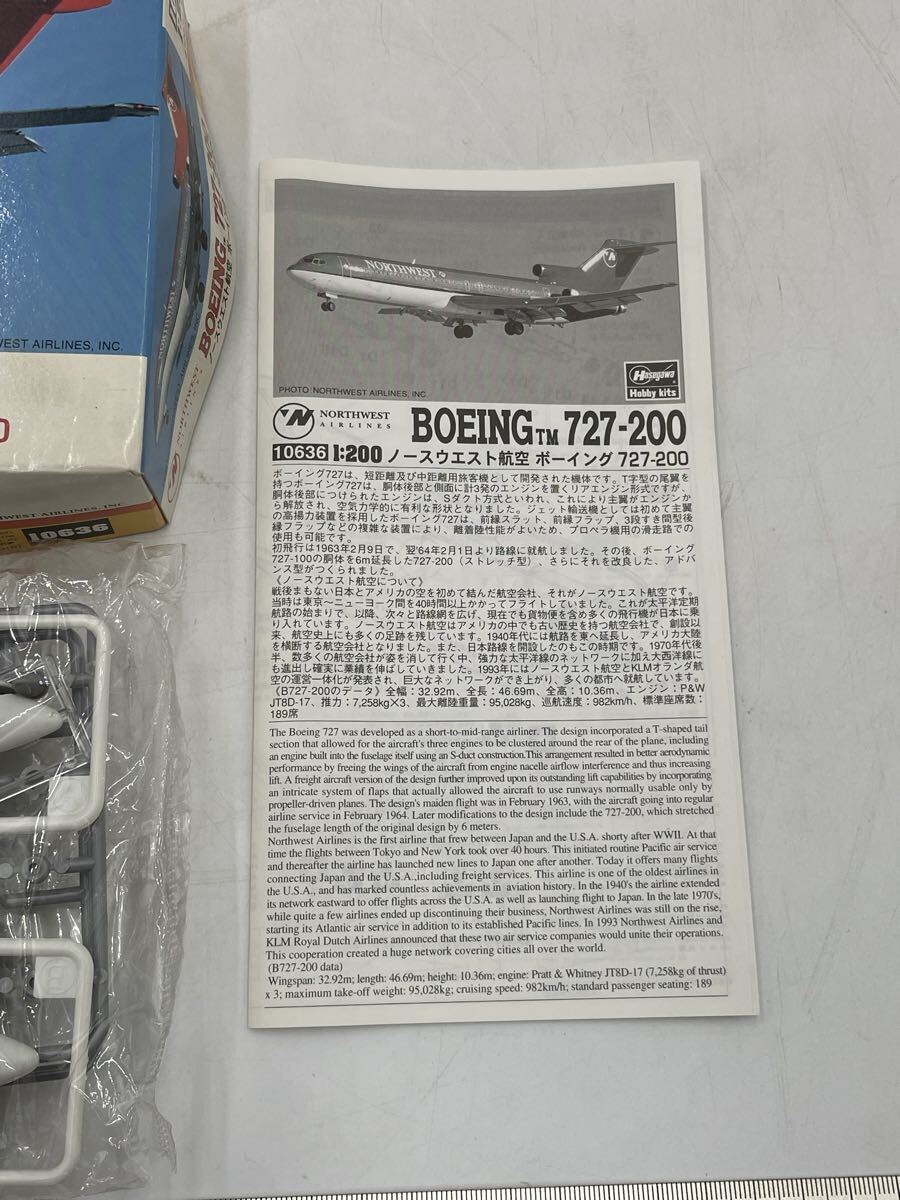 WEST AIRLINES, INC.
BOEING 72
ノースウエスト航空 ボ
10636
NORTHWEST
PHOTO: NORTHWEST AIRLINES, INC.
Hasegawa
Hobby kits
NORTHWEST
AIRLINES
BOEING TM 727-200
10636 1:200 ノースウエスト航空 ボーイング 727-200
ボーイング727は、短距離及び中距離用旅客機として開発された機体です。T字型の尾翼を
持つボーイング727は、胴体後部と側面に計3発のエンジンを置くリアエンジン形式ですが、
胴体後部につけられたエンジンは、Sダクト方式といわれ、これにより主翼がエンジンか
ら解放され、空気力学的に有利な形状となりました。ジェット輸送機としては初めて主翼
の高揚力装置を採用したボーイング727は、前縁スラット、前縁フラップ、3段すき間型後
縁フラップなどの複雑な装置により、離着陸性能がよいため、プロペラ機用の滑走路での
使用も可能です。
初飛行は1963年2月9日で、翌'64年2月1日より路線に就航しました。その後、ボーイング
727-100の胴体を6m延長した727-200（ストレッチ型）、さらにそれを改良した、アドバ
ンス型がつくられました。
《ノースウエスト航空について》
戦後まもない日本とアメリカの空を初めて結んだ航空会社、それがノースウエスト航空です。
当時は東京〜ニューヨーク間を40時間以上かかってフライトしていました。これが太平洋定期
航路の始まりで、以降、次々と路線網を広げ、現在でも貨物便を含め多くの飛行機が日本に乗
り入れています。ノースウエスト航空はアメリカの中でも古い歴史を持つ航空会社で、創設以
来、航空史上にも多くの足跡を残しています。1940年代には航路を東へ延長し、アメリカ大陸
を横断する航空会社となりました。また、日本路線を開設したのもこの時期です。1970年代後
半、数多くの航空会社が姿を消して行く中、強力な太平洋線のネットワークに加え大西洋線に
も進出し確実に業績を伸ばしていきました。1993年にはノースウエスト航空とKLMオランダ航
空の運営一体化が発表され、巨大なネットワークができ上がり、多くの都市へ就航しています。
《B727-200のデータ》全幅：32.92m、全長：46.69m、全高：10.36m、エンジン：P&W
JT8D-17、推力：7,258kg×3、最大離陸重量：95,028kg、巡航速度：982km/h、標準座席数：
189席
The Boeing 727 was developed as a short-to-mid-range airliner. The design incorporated a T-shaped tail
section that allowed for the aircraft's three engines to be clustered around the rear of the plane, including
an engine built into the fuselage itself using an S-duct construction.This arrangement resulted in better aerodynamic
performance by freeing the wings of the aircraft from engine nacelle airflow interference and thus increasing
lift. A freight aircraft version of the design further improved upon its outstanding lift capabilities by incorporating
an intricate system of flaps that actually allowed the aircraft to use runways normally usable only by
propeller-driven planes. The design's maiden flight was in February 1963, with the aircraft going into regular
airline service in February 1964. Later modifications to the design include the 727-200, which stretched
the fuselage length of the original design by 6 meters.
Northwest Airlines is the first airline that frew between Japan and the U.S.A. shorty after WWII. At that
time the flights between Tokyo and New York took over 40 hours. This initiated routine Pacific air service
and thereafter the airline has launched new lines to Japan one after another. Today it offers many flights
connecting Japan and the U.S.A.,including freight services. This airline is one of the oldest airlines in
the U.S.A., and has marked countless achievements in aviation history. In the 1940's the airline extended
its network eastward to offer flights across the U.S.A. as well as launching flight to Japan. In the late 1970's,
while quite a few airlines ended up discontinuing their business, Northwest Airlines was still on the rise,
starting its Atlantic air service in addition to its established Pacific lines. In 1993 Northwest Airlines and
KLM Royal Dutch Airlines announced that these two air service companies would unite their operations.
This cooperation created a huge network covering cities all over the world.
(B727-200 data)
Wingspan: 32.92m; length: 46.69m; height: 10.36m; engine: Pratt & Whitney JT8D-17 (7,258kg of thrust)
x 3; maximum take-off weight: 95,028kg; cruising speed: 982km/h; standard passenger seating: 189